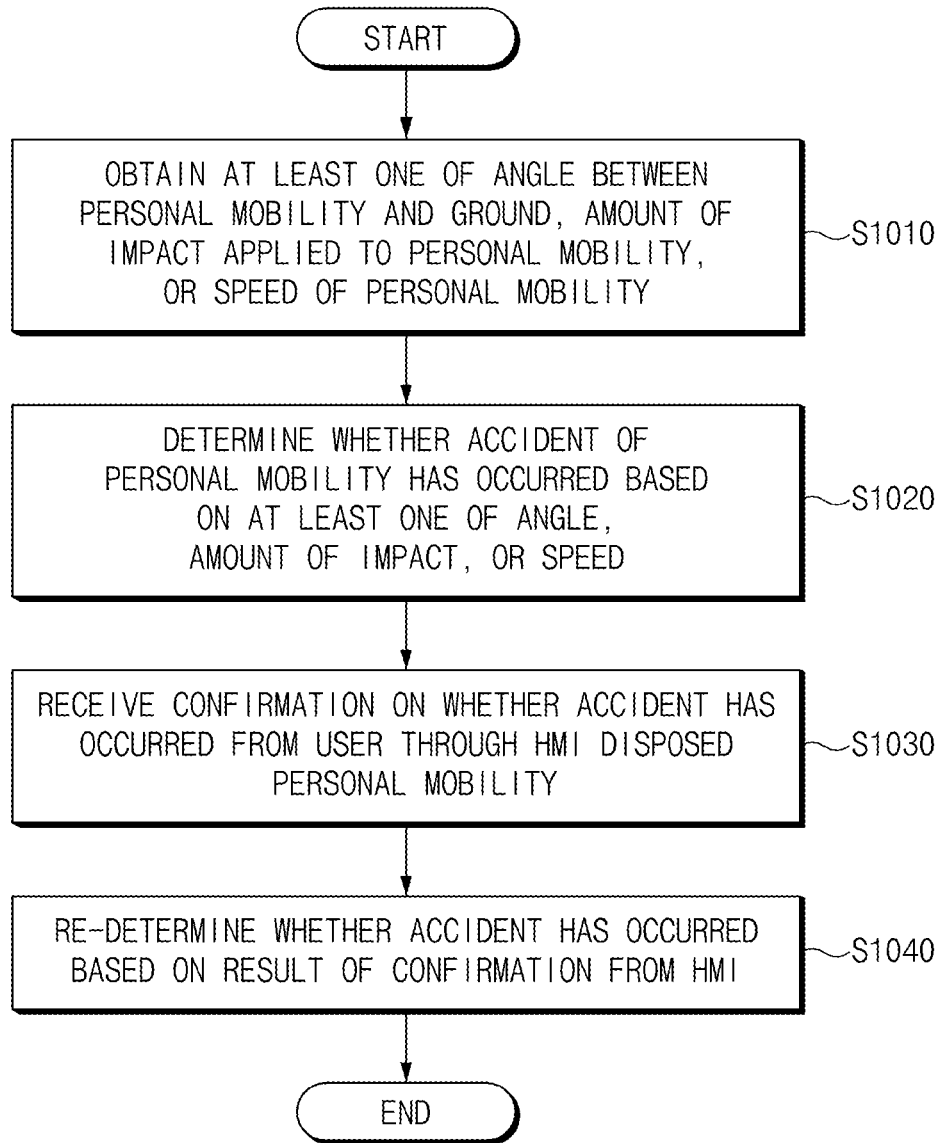 START
OBTAIN AT LEAST ONE OF ANGLE BETWEEN
PERSONAL MOBILITY AND GROUND, AMOUNT OF
IMPACT APPLIED TO PERSONAL MOBILITY,
OR SPEED OF PERSONAL MOBILITY
S1010
DETERMINE WHETHER ACCIDENT OF
PERSONAL MOBILITY HAS OCCURRED BASED
ON AT LEAST ONE OF ANGLE,
AMOUNT OF IMPACT, OR SPEED
S1020
RECEIVE CONFIRMATION ON WHETHER ACCIDENT HAS
OCCURRED FROM USER THROUGH HMI DISPOSED
PERSONAL MOBILITY
S1030
RE-DETERMINE WHETHER ACCIDENT HAS OCCURRED
BASED ON RESULT OF CONFIRMATION FROM HMI
S1040
END